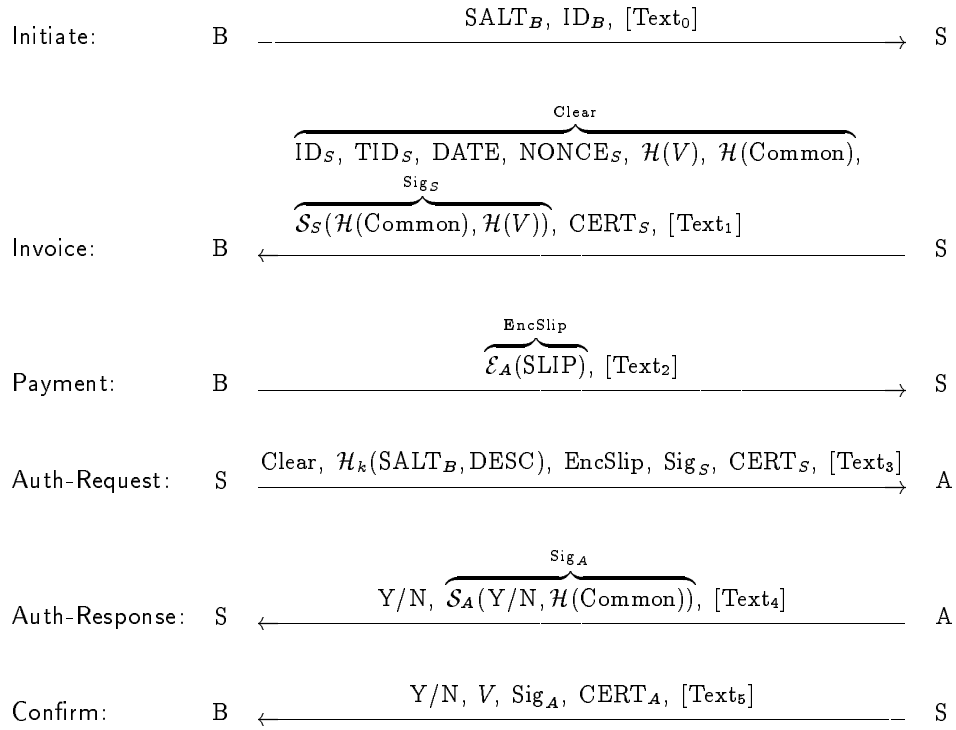 Initiate: B SALT_B, ID_B, [Text_0] S
Clear
ID_S, TID_S, DATE, NONCE_S, ℋ(V), ℋ(Common),
Sig_S
𝒮_S(ℋ(Common), ℋ(V)), CERT_S, [Text_1]
Invoice: B S
EncSlip
ℰ_A(SLIP), [Text_2]
Payment: B S
Clear, ℋ_k(SALT_B, DESC), EncSlip, Sig_S, CERT_S, [Text_3]
Auth-Request: S A
Sig_A
Y/N, 𝒮_A(Y/N, ℋ(Common)), [Text_4]
Auth-Response: S A
Y/N, V, Sig_A, CERT_A, [Text_5]
Confirm: B S